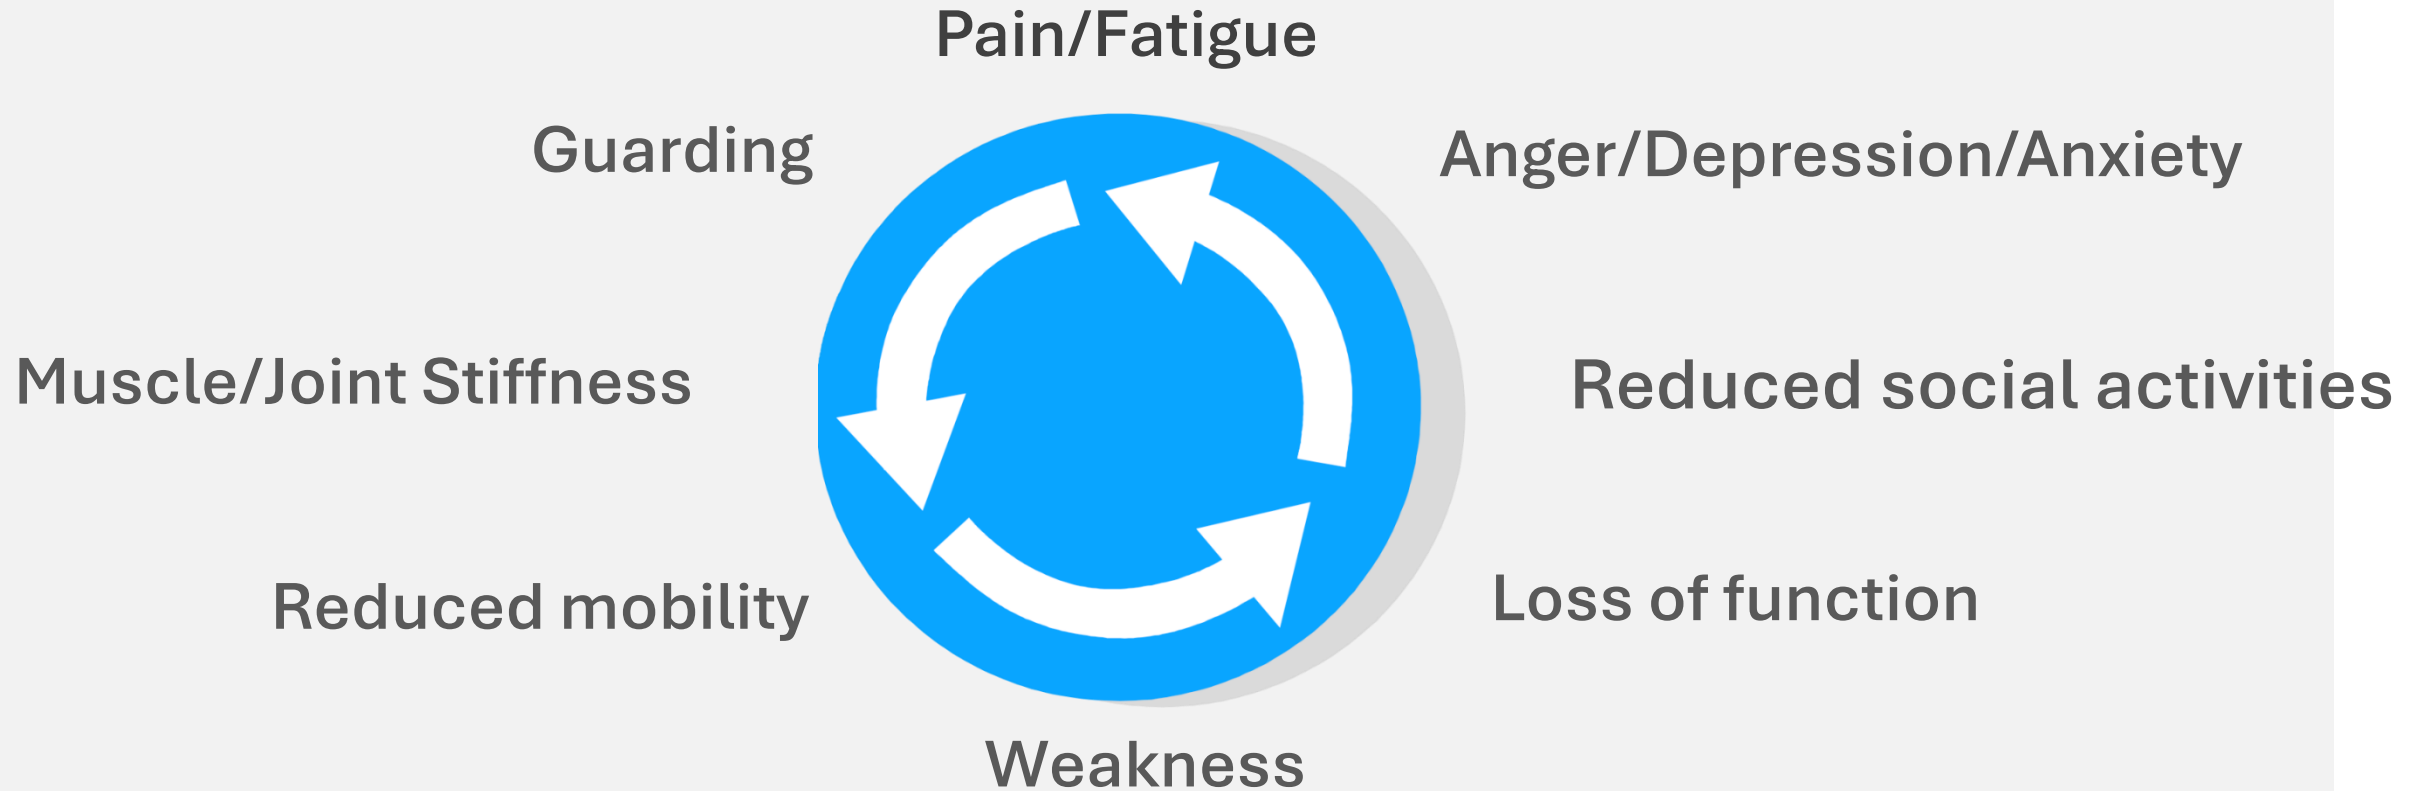 Pain/Fatigue
Guarding
Anger/Depression/Anxiety
Muscle/Joint Stiffness
Reduced social activities
Reduced mobility
Loss of function
Weakness